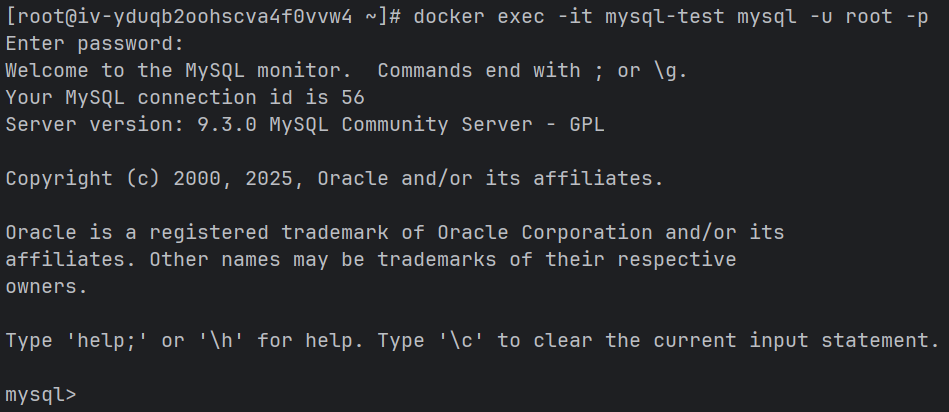 [root@iv-yduqb2oohscva4f0vvw4 ~]# docker exec -it mysql-test mysql -u root -p
Enter password:
Welcome to the MySQL monitor.  Commands end with ; or \g.
Your MySQL connection id is 56
Server version: 9.3.0 MySQL Community Server - GPL

Copyright (c) 2000, 2025, Oracle and/or its affiliates.

Oracle is a registered trademark of Oracle Corporation and/or its
affiliates. Other names may be trademarks of their respective
owners.

Type 'help;' or '\h' for help. Type '\c' to clear the current input statement.

mysql>